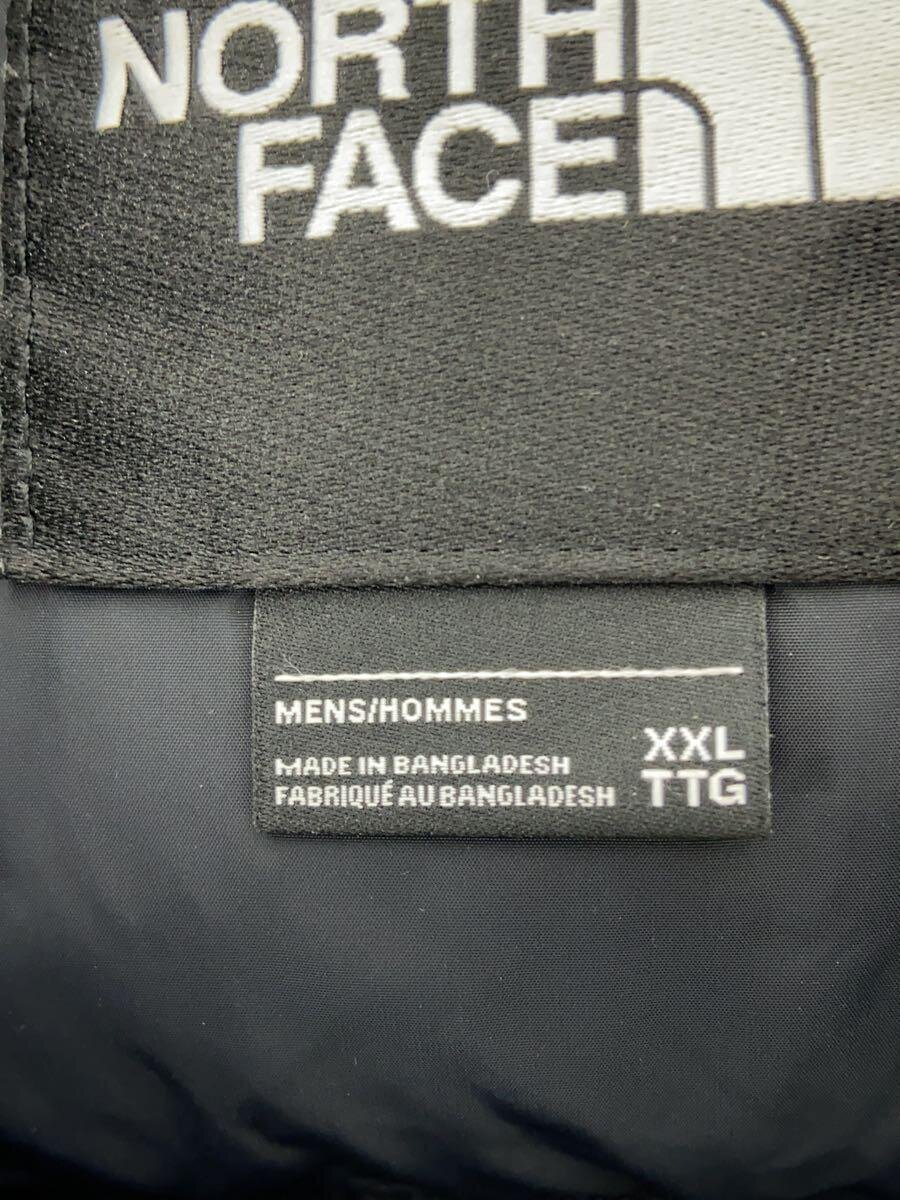 NORTH
FACE
MENS/HOMMES
MADE IN BANGLADESH
FABRIQUÉ AU BANGLADESH
XXL
TTG